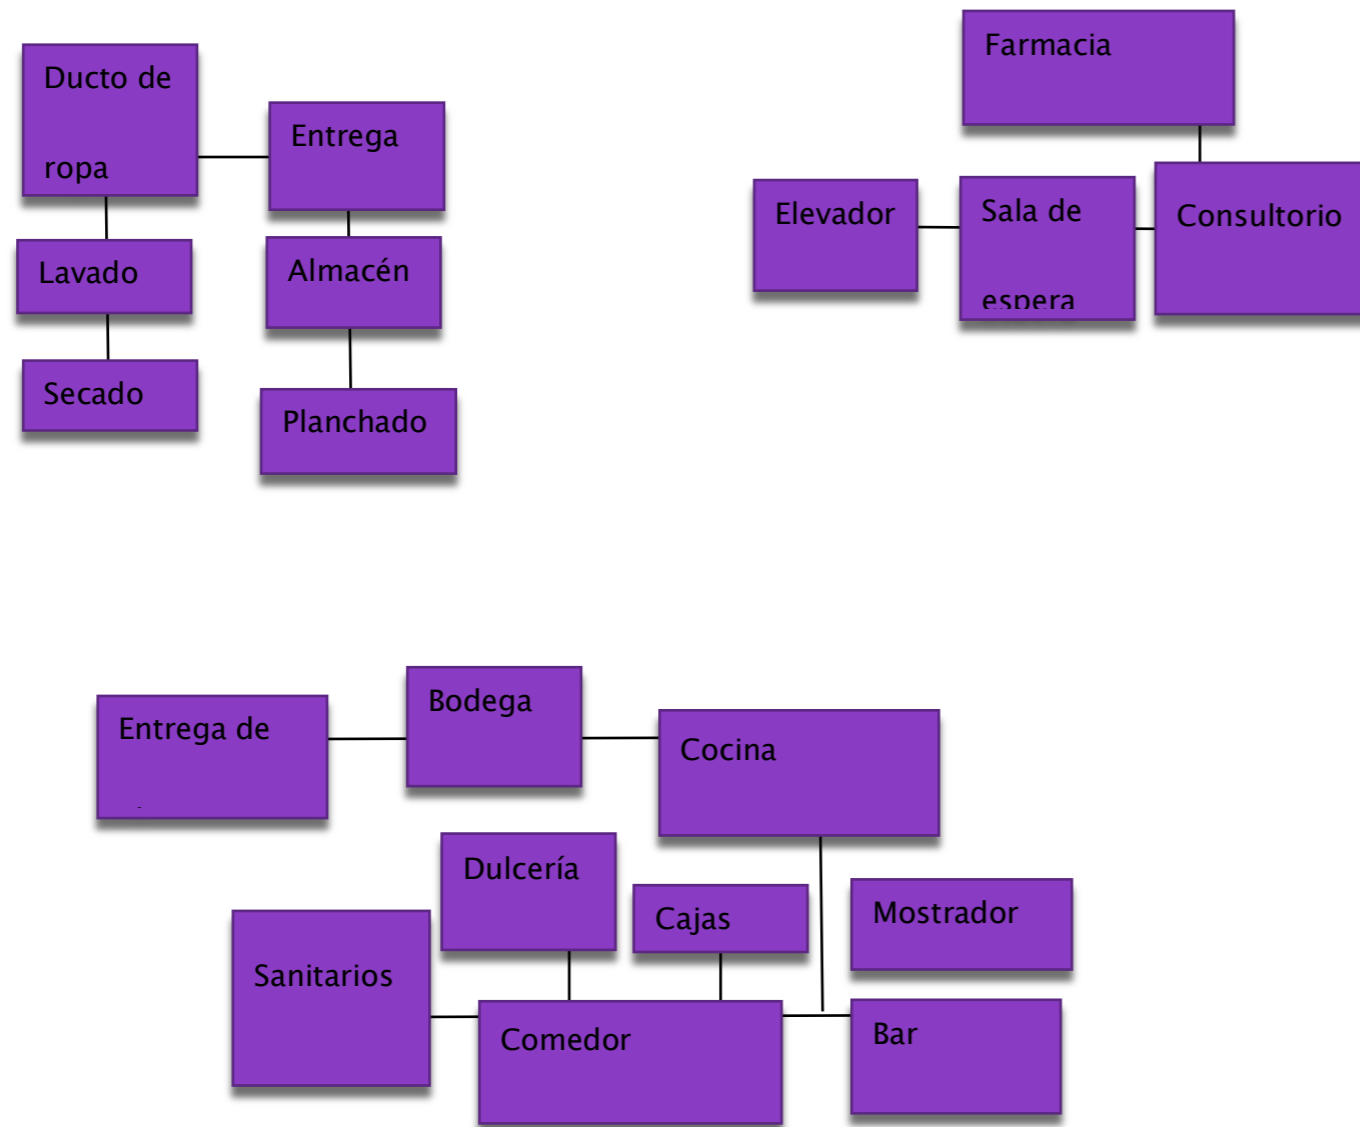 Ducto de
ropa
Entrega
Lavado
Almacén
Secado
Planchado
Farmacia
Elevador
Sala de
espera
Consultorio
Entrega de
Bodega
Cocina
Dulcería
Cajas
Mostrador
Sanitarios
Comedor
Bar